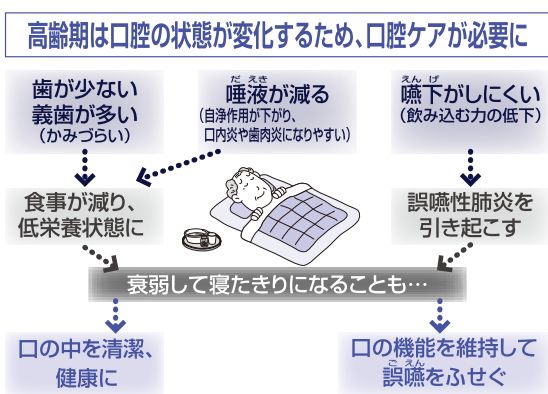 高齢期は口腔の状態が変化するため、口腔ケアが必要に
歯が少ない
義歯が多い
(かみづらい)
だ えき
唾液が減る
(自浄作用が下がり、
口内炎や歯肉炎になりやすい)
えん げ
嚥下がしにくい
(飲み込む力の低下)
食事が減り、
低栄養状態に
誤嚥性肺炎を
引き起こす
衰弱して寝たきりになることも…
口の中を清潔、
健康に
口の機能を維持して
ご えん
誤嚥をふせぐ